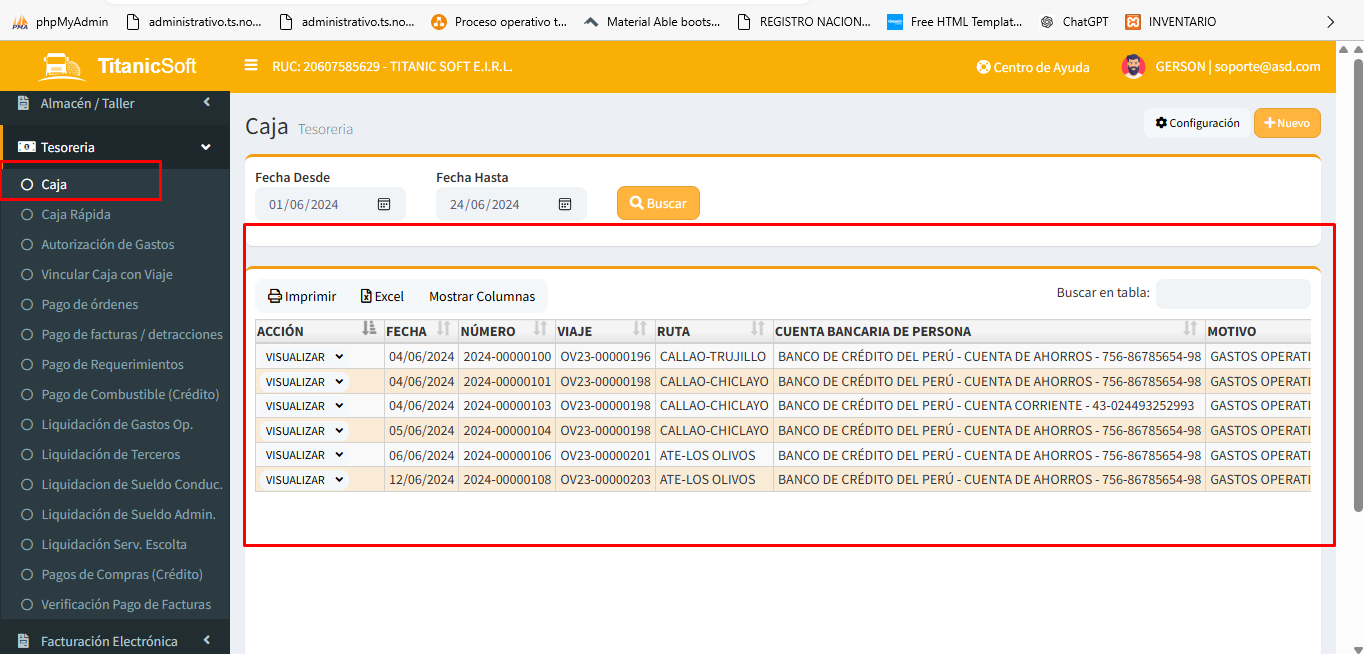 phpMyAdmin administrativo.ts.no... administrativo.ts.no... Proceso operativo t... Material Able boots... REGISTRO NACION... Free HTML Templat... ChatGPT INVENTARIO
TitanicSoft
RUC: 20607585629 - TITANIC SOFT E.I.R.L.
Centro de Ayuda
GERSON | soporte@asd.com
Almacén / Taller
Tesoreria
Caja
Caja Rápida
Autorización de Gastos
Vincular Caja con Viaje
Pago de órdenes
Pago de facturas / detracciones
Pago de Requerimientos
Pago de Combustible (Crédito)
Liquidación de Gastos Op.
Liquidación de Terceros
Liquidacion de Sueldo Conduc.
Liquidación de Sueldo Admin.
Liquidación Serv. Escolta
Pagos de Compras (Crédito)
Verificación Pago de Facturas
Facturación Electrónica
Caja Tesoreria
Configuración
Nuevo
Fecha Desde Fecha Hasta
01/06/2024 24/06/2024 Buscar
Imprimir Excel Mostrar Columnas
Buscar en tabla:
ACCIÓN FECHA NÚMERO VIAJE RUTA CUENTA BANCARIA DE PERSONA MOTIVO
VISUALIZAR 04/06/2024 2024-00000100 OV23-00000196 CALLAO-TRUJILLO BANCO DE CRÉDITO DEL PERÚ - CUENTA DE AHORROS - 756-86785654-98 GASTOS OPERATI
VISUALIZAR 04/06/2024 2024-00000101 OV23-00000198 CALLAO-CHICLAYO BANCO DE CRÉDITO DEL PERÚ - CUENTA DE AHORROS - 756-86785654-98 GASTOS OPERATI
VISUALIZAR 04/06/2024 2024-00000103 OV23-00000198 CALLAO-CHICLAYO BANCO DE CRÉDITO DEL PERÚ - CUENTA CORRIENTE - 43-024493252993 GASTOS OPERATI
VISUALIZAR 05/06/2024 2024-00000104 OV23-00000198 CALLAO-CHICLAYO BANCO DE CRÉDITO DEL PERÚ - CUENTA DE AHORROS - 756-86785654-98 GASTOS OPERATI
VISUALIZAR 06/06/2024 2024-00000106 OV23-00000201 ATE-LOS OLIVOS BANCO DE CRÉDITO DEL PERÚ - CUENTA DE AHORROS - 756-86785654-98 GASTOS OPERATI
VISUALIZAR 12/06/2024 2024-00000108 OV23-00000203 ATE-LOS OLIVOS BANCO DE CRÉDITO DEL PERÚ - CUENTA DE AHORROS - 756-86785654-98 GASTOS OPERATI